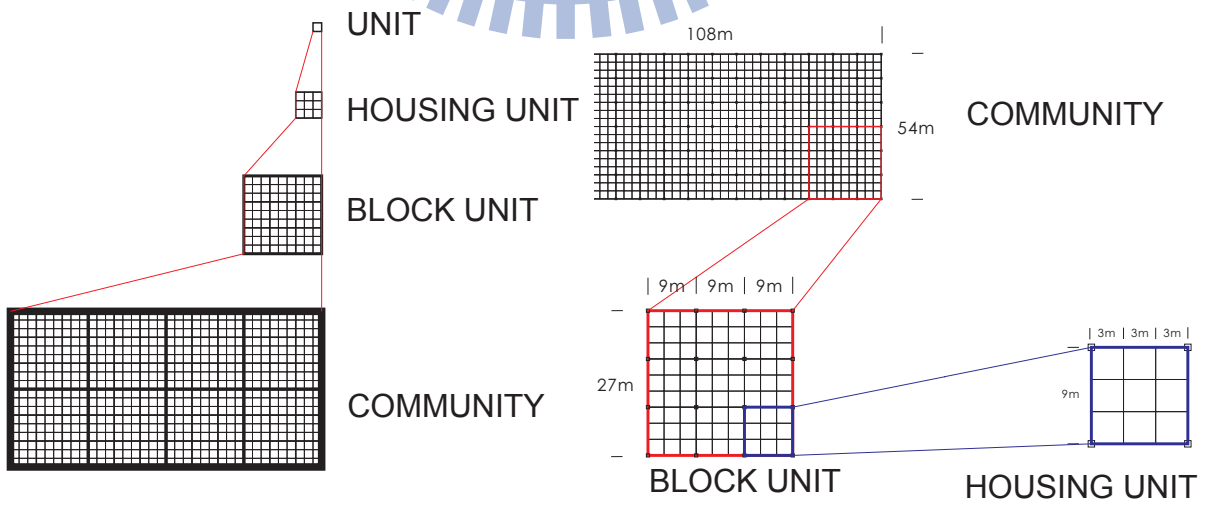 UNIT
HOUSING UNIT
BLOCK UNIT
COMMUNITY
108m
54m
COMMUNITY
9m 9m 9m
27m
BLOCK UNIT
3m 3m 3m
9m
HOUSING UNIT